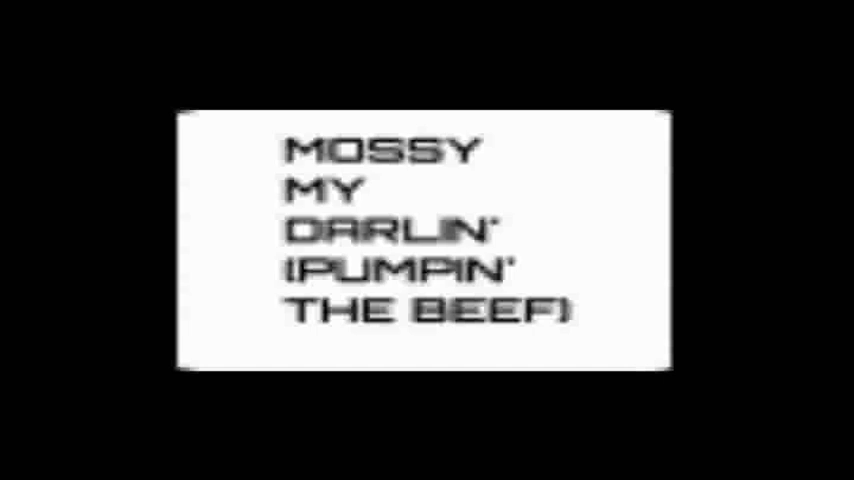 MOSSY
MY
DARLIN'
(PUMPIN'
THE BEEF)